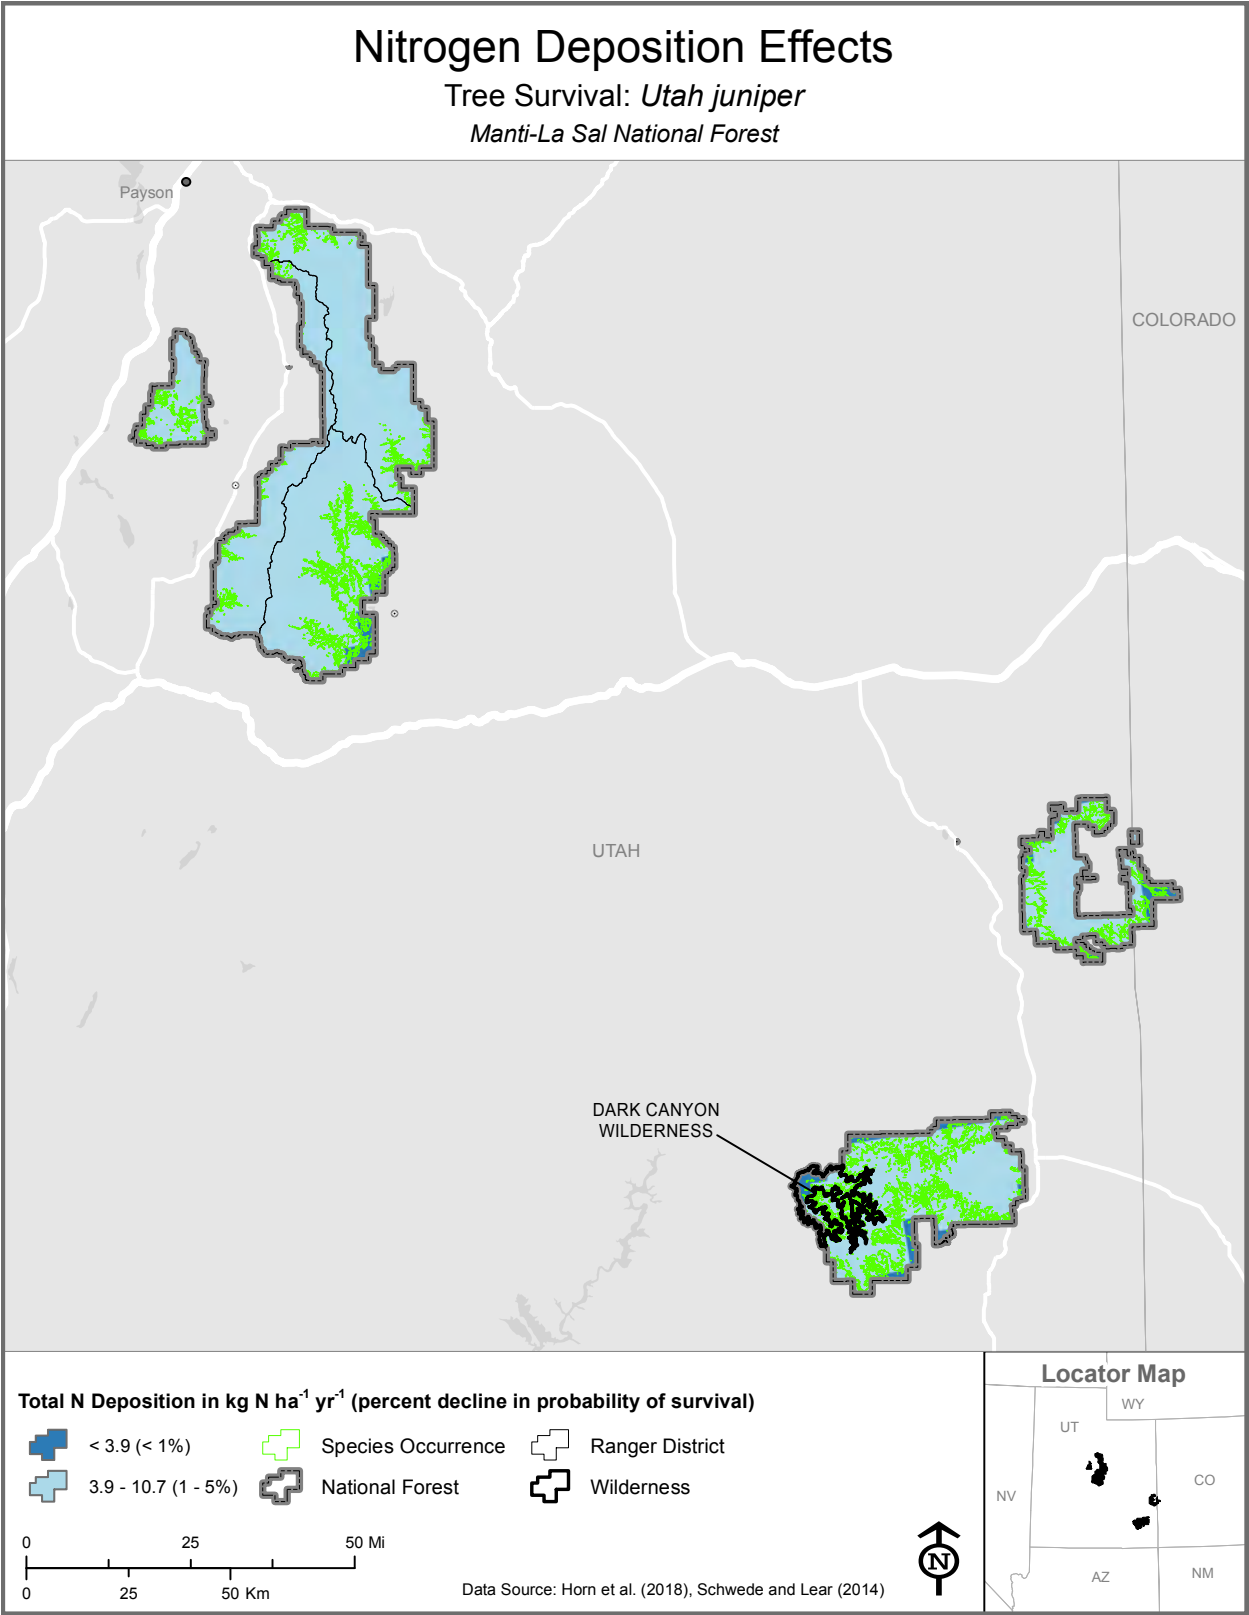 Nitrogen Deposition Effects
Tree Survival: Utah juniper
Manti-La Sal National Forest
Payson
COLORADO
UTAH
DARK CANYON
WILDERNESS
Total N Deposition in kg N ha⁻¹ yr⁻¹ (percent decline in probability of survival)
< 3.9 (< 1%)
Species Occurrence
Ranger District
3.9 - 10.7 (1 - 5%)
National Forest
Wilderness
0 25 50 Mi
0 25 50 Km
N
Data Source: Horn et al. (2018), Schwede and Lear (2014)
Locator Map
WY
UT
CO
NV
AZ
NM